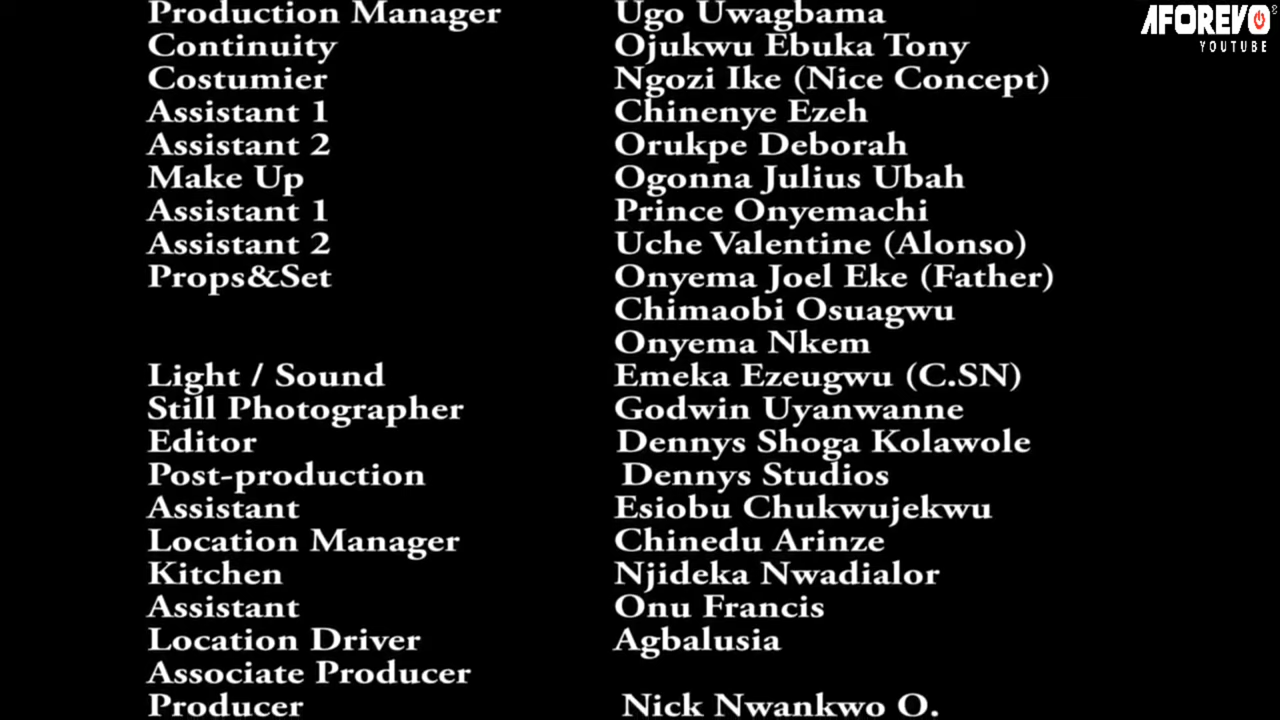 Production Manager Ugo Uwagbama
AFOREVO
YOUTUBE
Continuity Ojukwu Ebuka Tony
Costumier Ngozi Ike (Nice Concept)
Assistant 1 Chinenye Ezeh
Assistant 2 Orukpe Deborah
Make Up Ogonna Julius Ubah
Assistant 1 Prince Onyemachi
Assistant 2 Uche Valentine (Alonso)
Props&Set Onyema Joel Eke (Father)
Chimaobi Osuagwu
Onyema Nkem
Light / Sound Emeka Ezeugwu (C.SN)
Still Photographer Godwin Uyanwanne
Editor Dennys Shoga Kolawole
Post-production Dennys Studios
Assistant Esiobu Chukwujekwu
Location Manager Chinedu Arinze
Kitchen Njideka Nwadialor
Assistant Onu Francis
Location Driver Agbalusia
Associate Producer
Producer Nick Nwankwo O.